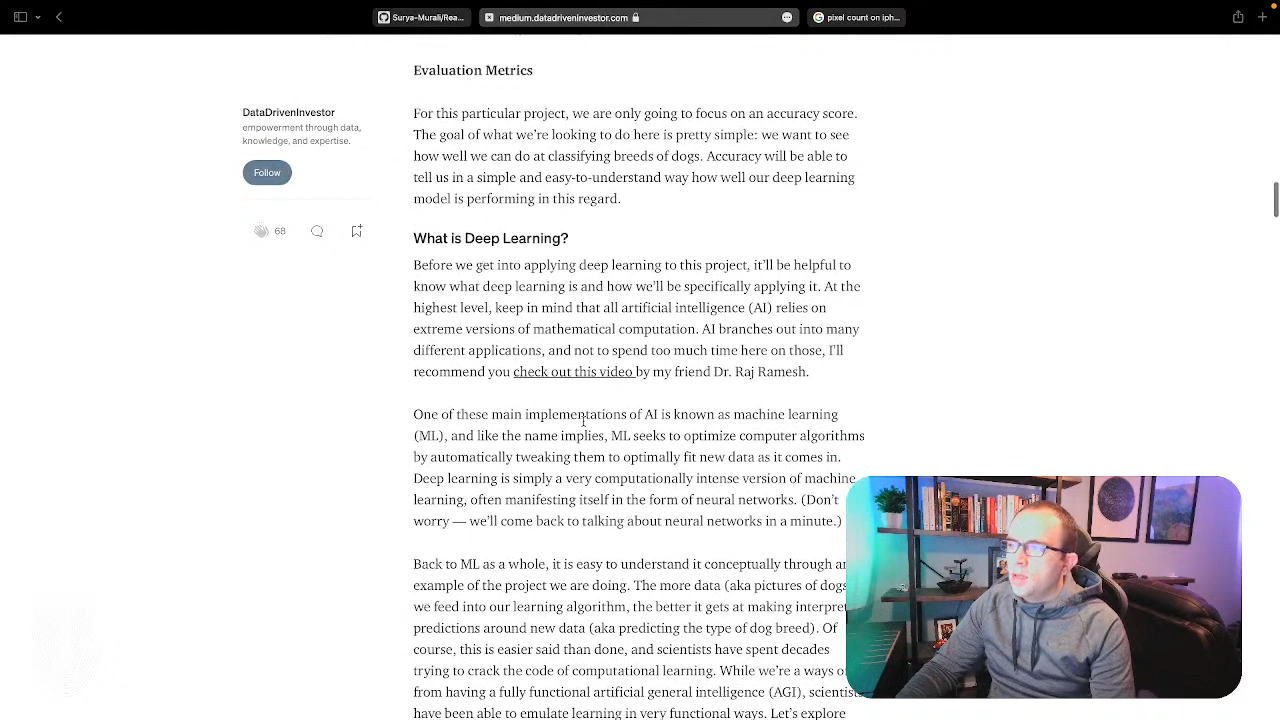 Surya-Murali/Rea...
medium.datadriveninvestor.com
pixel count on iph...
Evaluation Metrics
DataDrivenInvestor
empowerment through data,
knowledge, and expertise.
Follow
68
For this particular project, we are only going to focus on an accuracy score.
The goal of what we’re looking to do here is pretty simple: we want to see
how well we can do at classifying breeds of dogs. Accuracy will be able to
tell us in a simple and easy-to-understand way how well our deep learning
model is performing in this regard.
What is Deep Learning?
Before we get into applying deep learning to this project, it’ll be helpful to
know what deep learning is and how we’ll be specifically applying it. At the
highest level, keep in mind that all artificial intelligence (AI) relies on
extreme versions of mathematical computation. AI branches out into many
different applications, and not to spend too much time here on those, I’ll
recommend you check out this video by my friend Dr. Raj Ramesh.
One of these main implementations of AI is known as machine learning
(ML), and like the name implies, ML seeks to optimize computer algorithms
by automatically tweaking them to optimally fit new data as it comes in.
Deep learning is simply a very computationally intense version of machine
learning, often manifesting itself in the form of neural networks. (Don’t
worry — we’ll come back to talking about neural networks in a minute.)
Back to ML as a whole, it is easy to understand it conceptually through
example of the project we are doing. The more data (aka pictures of dogs
we feed into our learning algorithm, the better it gets at making
predictions around new data (aka predicting the type of dog breed). Of
course, this is easier said than done, and scientists have spent decades
trying to crack the code of computational learning. While we’re a ways
from having a fully functional artificial general intelligence (AGI),
have been able to emulate learning in very functional ways. Let’s explore